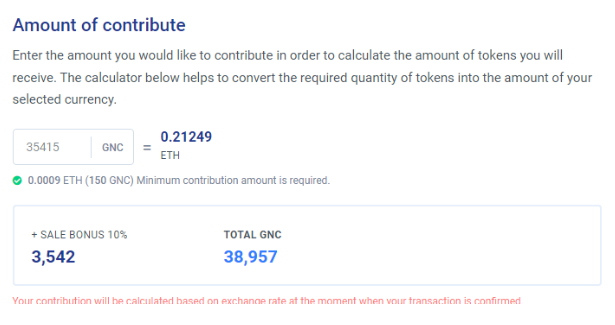 Amount of contribute
Enter the amount you would like to contribute in order to calculate the amount of tokens you will
receive. The calculator below helps to convert the required quantity of tokens into the amount of your
selected currency.
35415 GNC = 0.21249
ETH
0.0009 ETH (150 GNC) Minimum contribution amount is required.
+ SALE BONUS 10% TOTAL GNC
3,542 38,957
Your contribution will be calculated based on exchange rate at the moment when your transaction is confirmed